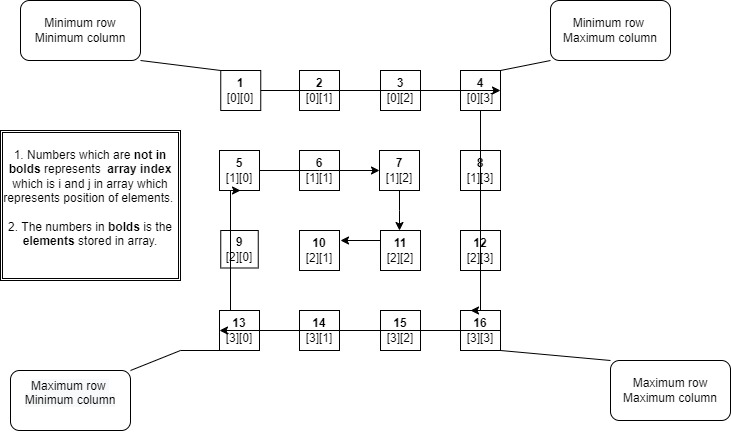 Minimum row
Minimum column
Minimum row
Maximum column
1
[0][0]
2
[0][1]
3
[0][2]
4
[0][3]
1. Numbers which are not in
bolds represents array index
which is i and j in array which
represents position of elements.
2. The numbers in bolds is the
elements stored in array.
5
[1][0]
6
[1][1]
7
[1][2]
8
[1][3]
9
[2][0]
10
[2][1]
11
[2][2]
12
[2][3]
13
[3][0]
14
[3][1]
15
[3][2]
16
[3][3]
Maximum row
Minimum column
Maximum row
Maximum column